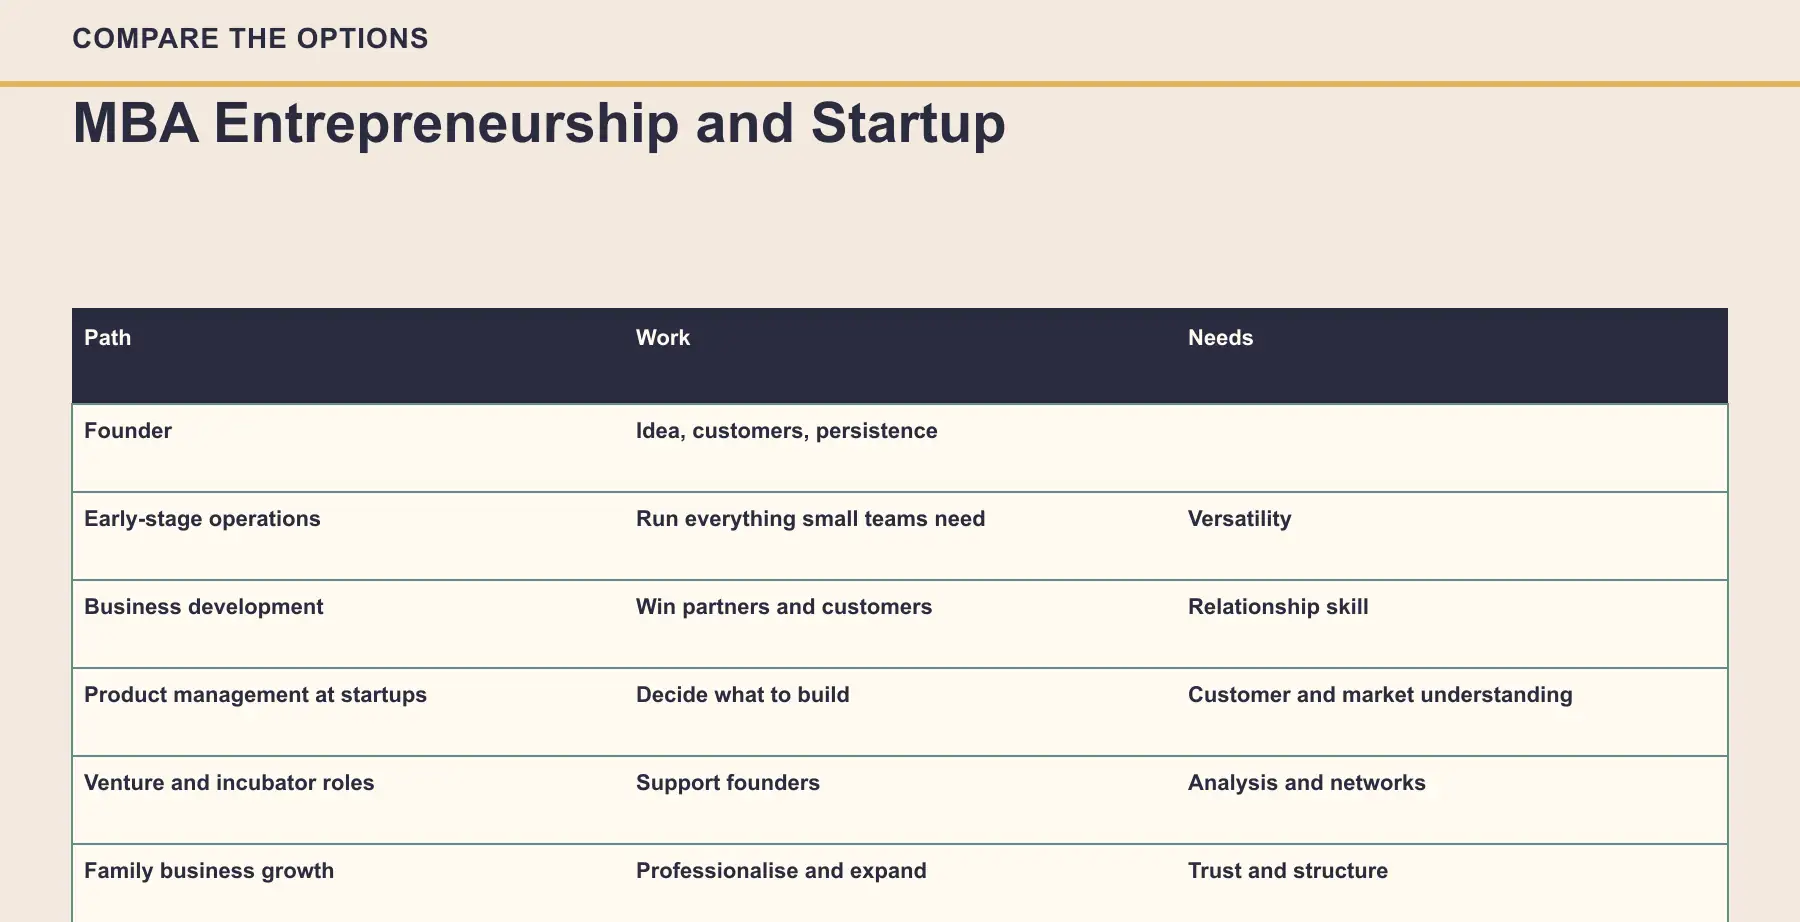 COMPARE THE OPTIONS
MBA Entrepreneurship and Startup
Path Work Needs
Founder Idea, customers, persistence
Early-stage operations Run everything small teams need Versatility
Business development Win partners and customers Relationship skill
Product management at startups Decide what to build Customer and market understanding
Venture and incubator roles Support founders Analysis and networks
Family business growth Professionalise and expand Trust and structure